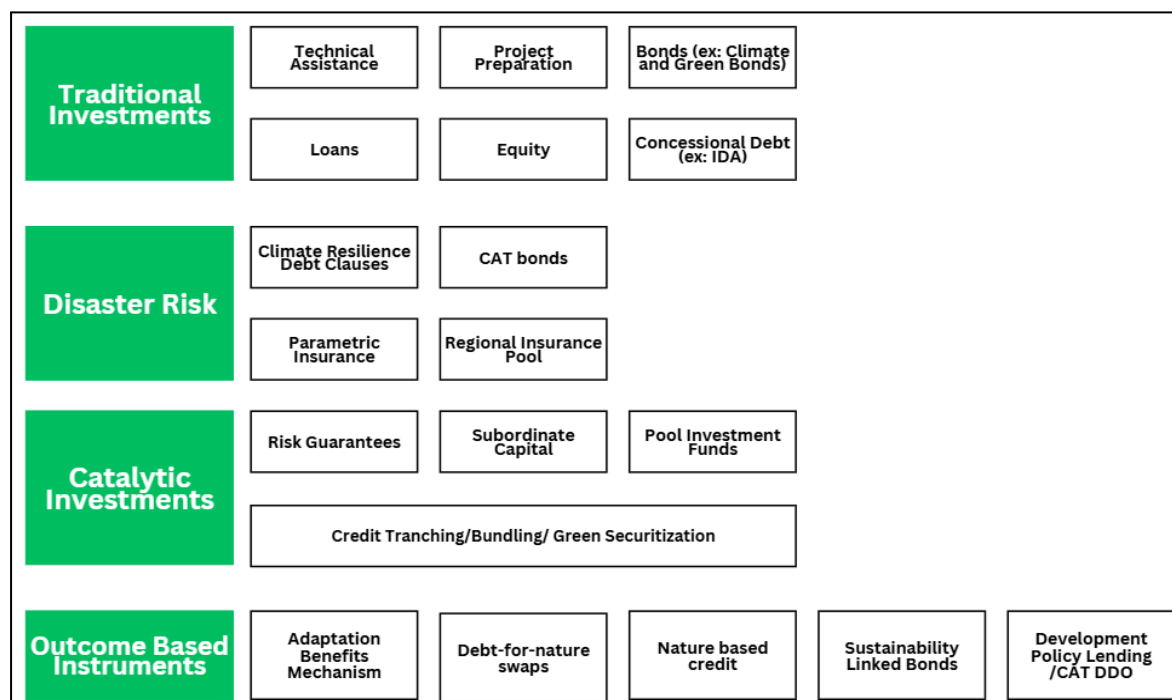 Traditional
Investments
Technical
Assistance
Project
Preparation
Bonds (ex: Climate
and Green Bonds)
Loans
Equity
Concessional Debt
(ex: IDA)
Disaster Risk
Climate Resilience
Debt Clauses
CAT bonds
Parametric
Insurance
Regional Insurance
Pool
Catalytic
Investments
Risk Guarantees
Subordinate
Capital
Pool Investment
Funds
Credit Tranching/Bundling/ Green Securitization
Outcome Based
Instruments
Adaptation
Benefits
Mechanism
Debt-for-nature
swaps
Nature based
credit
Sustainability
Linked Bonds
Development
Policy Lending
/CAT DDO